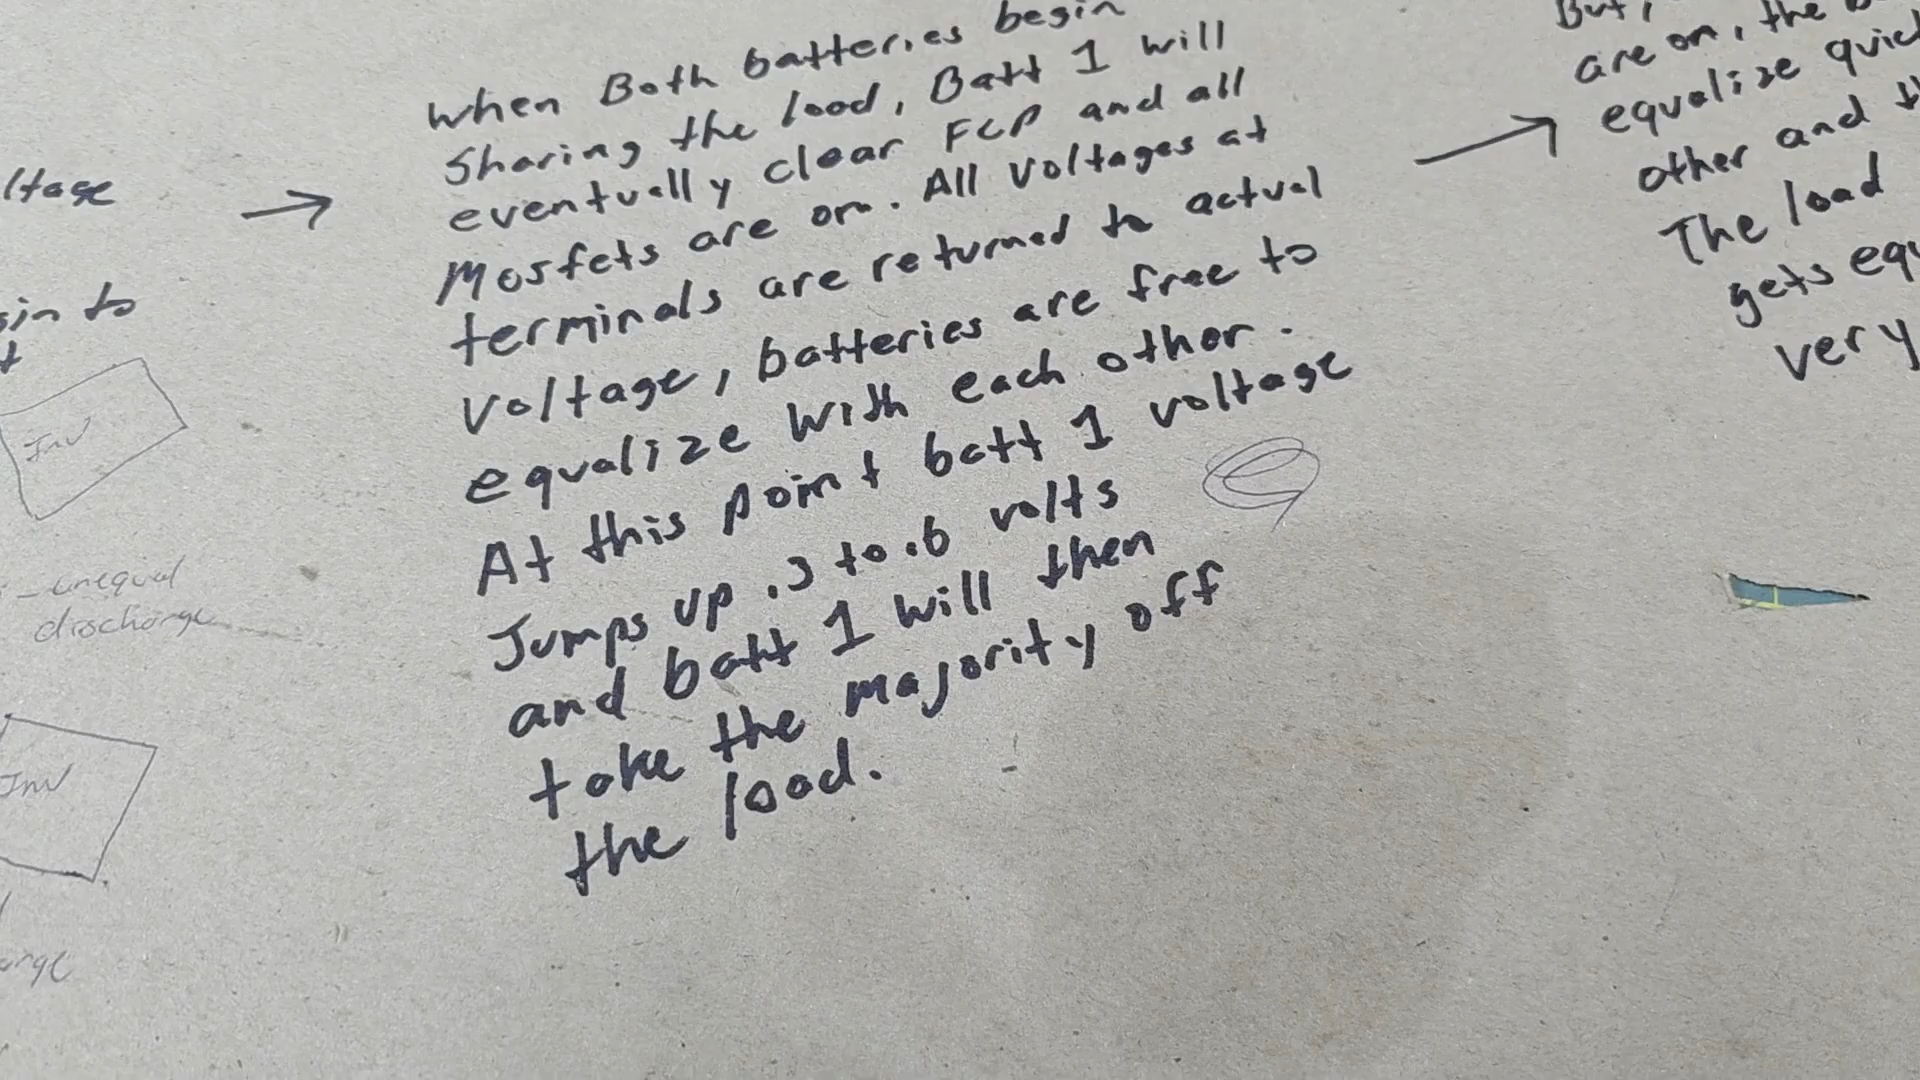 ltage
in to
Inv
- unequal
discharge
Inv
When Both batteries begin
Sharing the load, Batt 1 will
eventually clear FCP and all
Mosfets are on. All Voltages at
terminals are returned to actual
Voltage, batteries are free to
equalize with each other.
At this point batt 1 voltage
Jumps up .3 to .6 volts
and batt 1 will then
take the majority off
the load.
But,
are on, the
equalize quic
other and
The load
gets equ
very